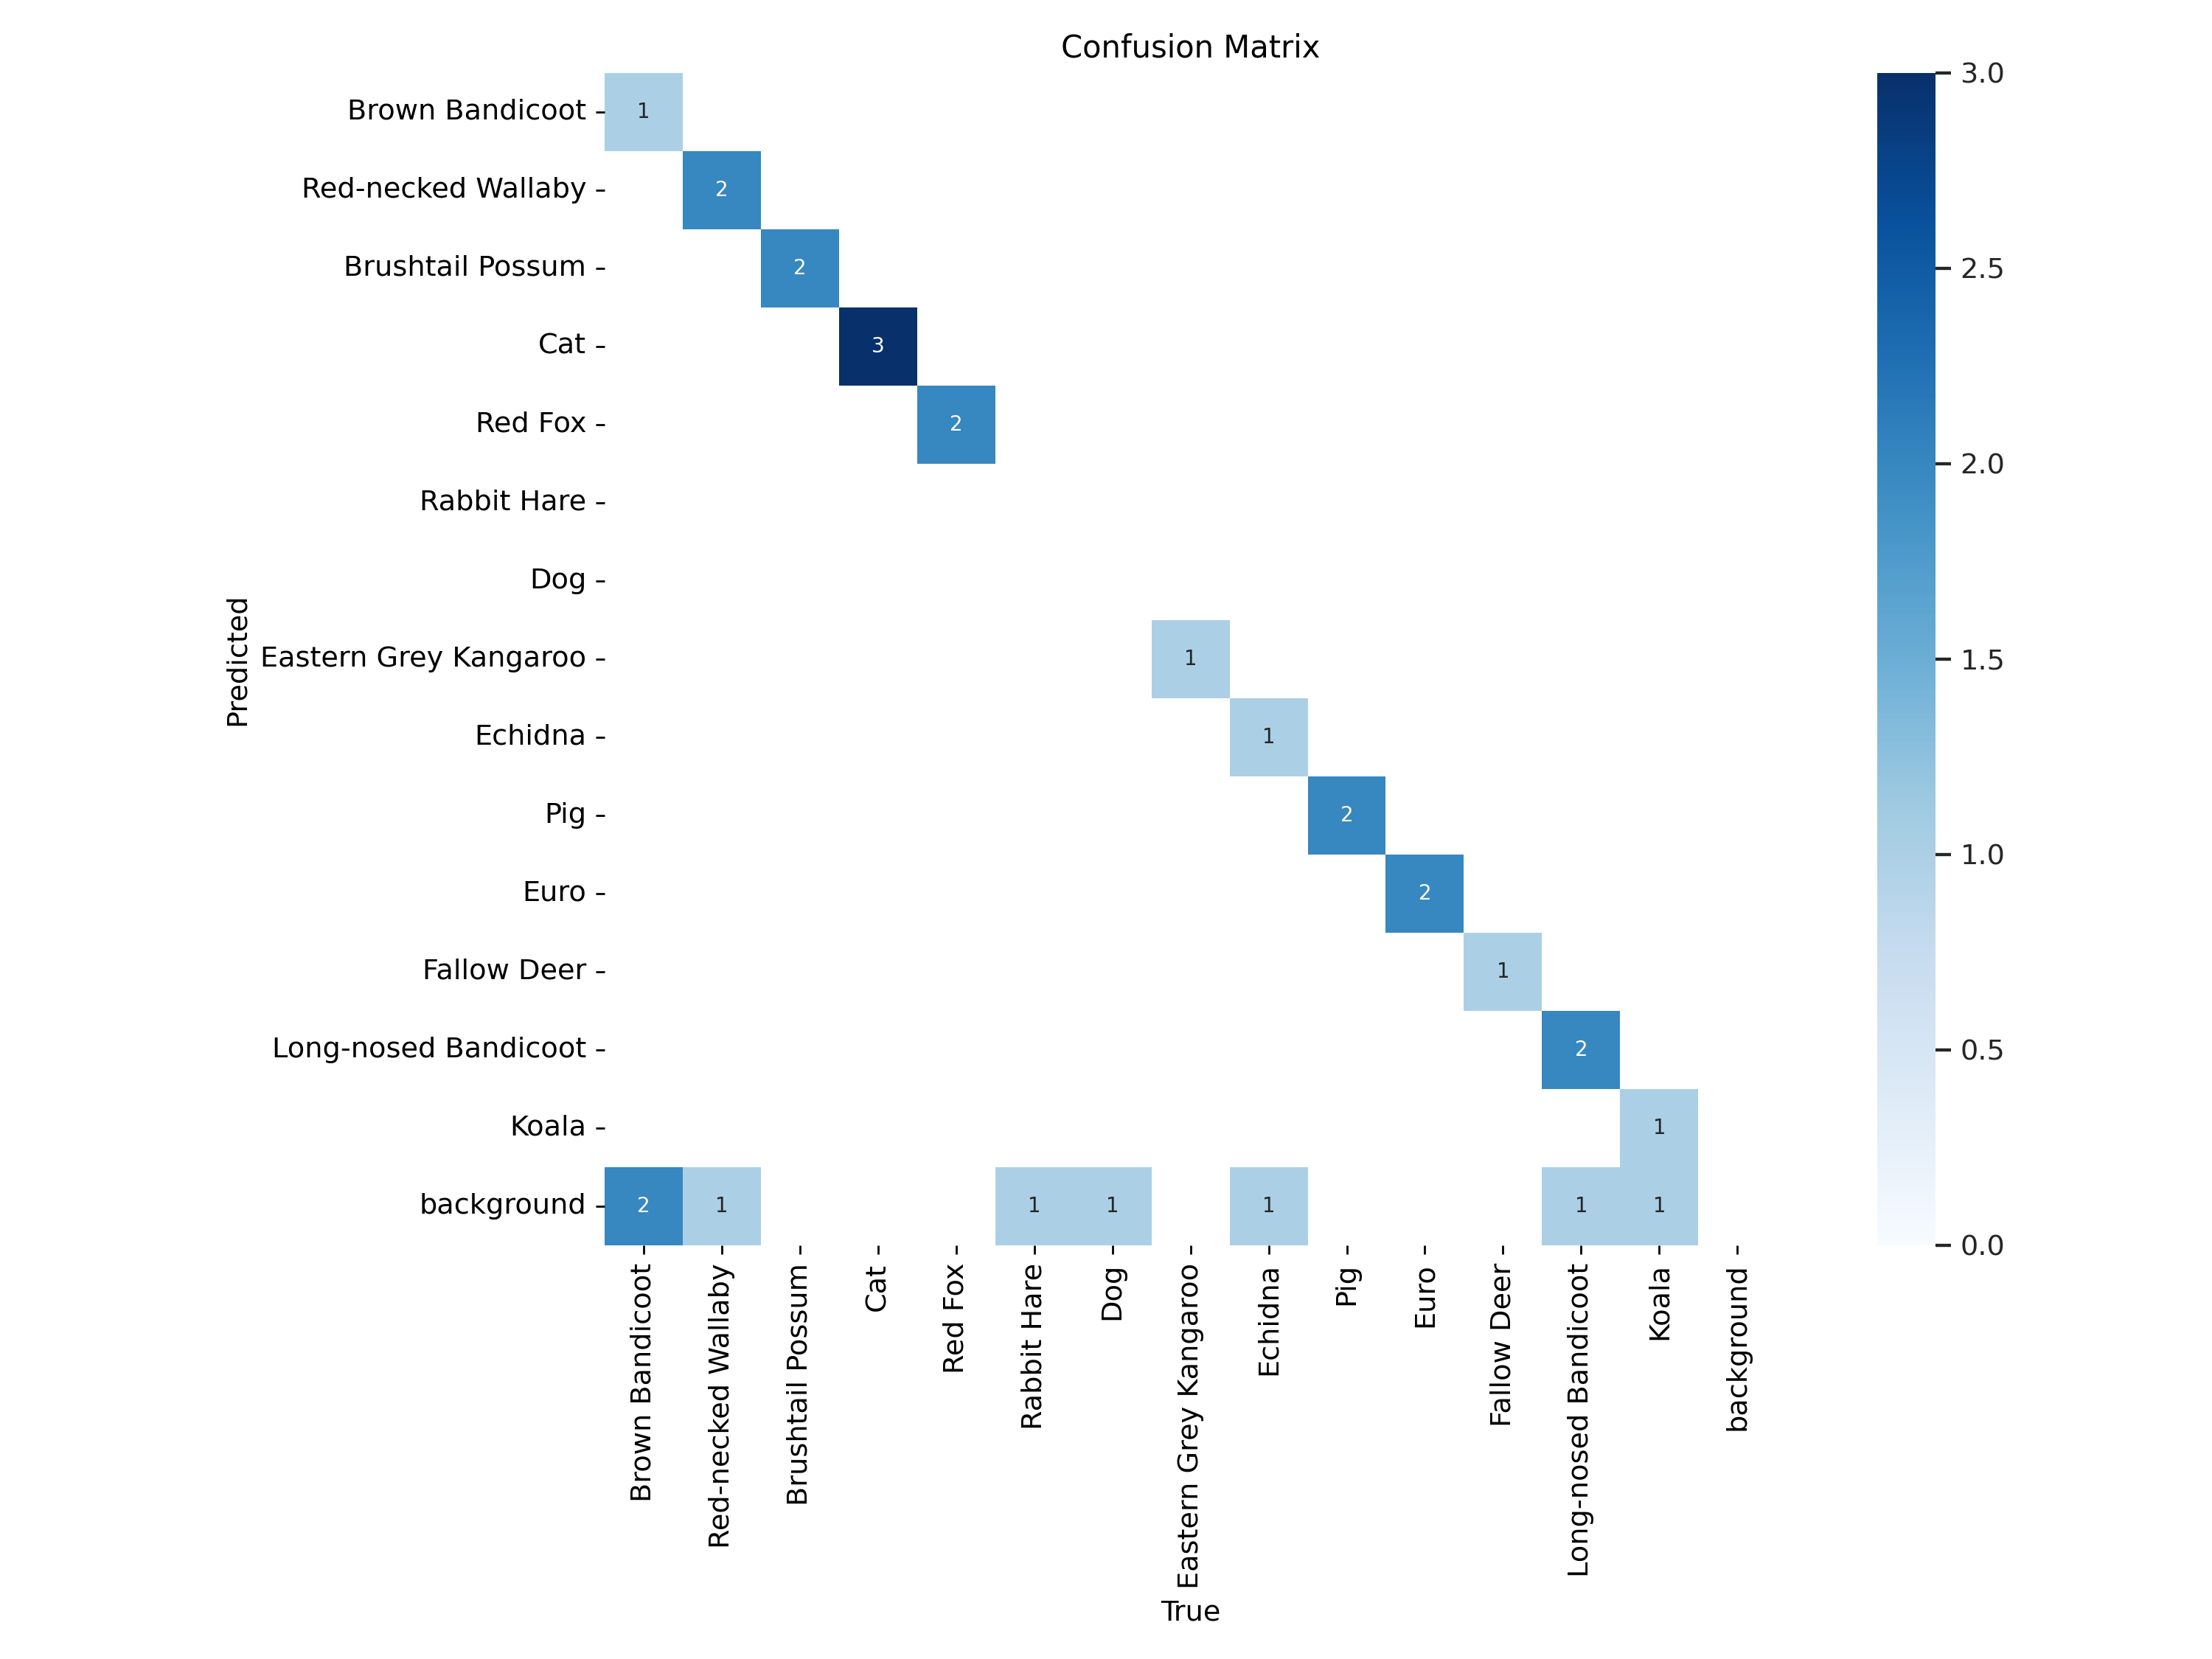 Confusion Matrix
Brown Bandicoot 1
Red-necked Wallaby 2
Brushtail Possum 2
Cat 3
Red Fox 2
Rabbit Hare
Dog
Eastern Grey Kangaroo 1
Echidna 1
Pig 2
Euro 2
Fallow Deer 1
Long-nosed Bandicoot 2
Koala 1
background 2 1 1 1 1 1 1
Predicted
Brown Bandicoot
Red-necked Wallaby
Brushtail Possum
Cat
Red Fox
Rabbit Hare
Dog
Eastern Grey Kangaroo
Echidna
Pig
Euro
Fallow Deer
Long-nosed Bandicoot
Koala
background
True
3.0
2.5
2.0
1.5
1.0
0.5
0.0